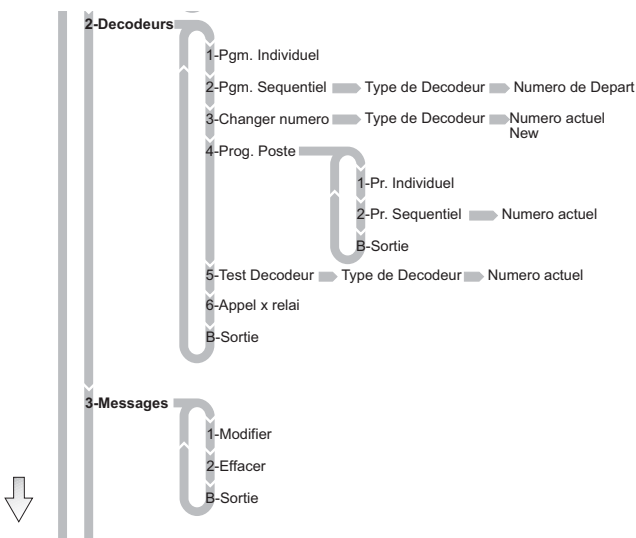 2-Decodeurs
1-Pgm. Individuel
2-Pgm. Sequentiel Type de Decodeur Numero de Depart
3-Changer numero Type de Decodeur Numero actuel
New
4-Prog. Poste
1-Pr. Individuel
2-Pr. Sequentiel Numero actuel
B-Sortie
5-Test Decodeur Type de Decodeur Numero actuel
6-Appel x relai
B-Sortie
3-Messages
1-Modifier
2-Effacer
B-Sortie